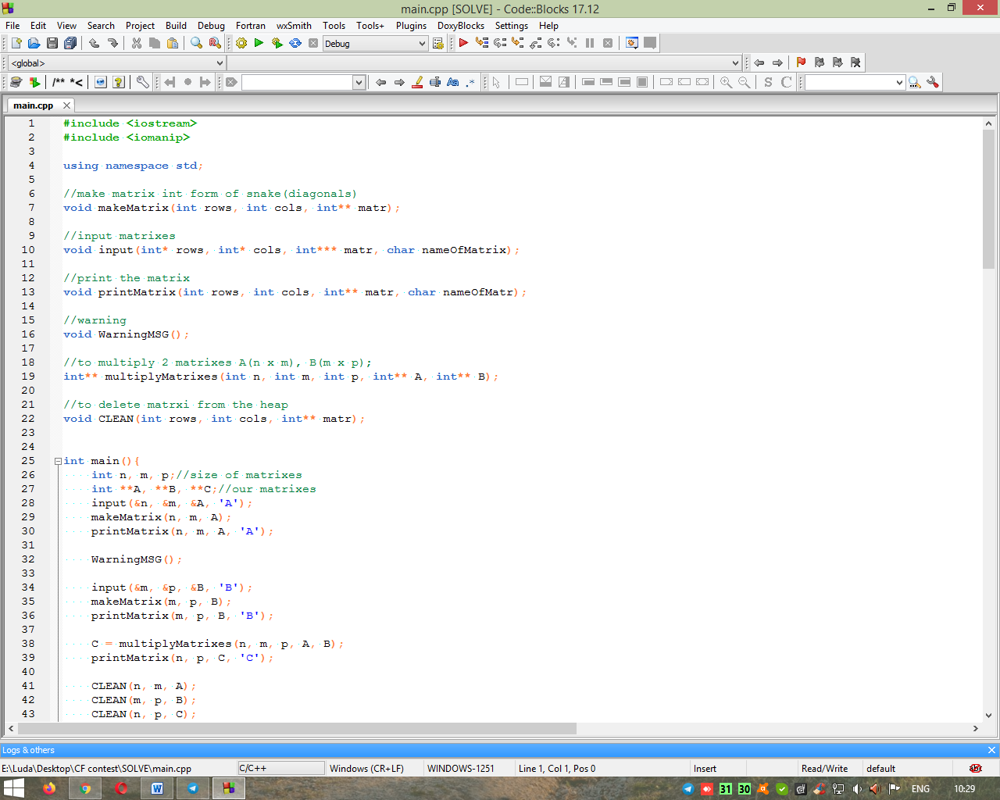 main.cpp [SOLVE] - Code::Blocks 17.12
File Edit View Search Project Build Debug Fortran wxSmith Tools Tools+ Plugins DoxyBlocks Settings Help
Debug
<global>
/** *<
Aa .*
S C
main.cpp
1 #include <iostream>
2 #include <iomanip>
3
4 using namespace std;
5
6 //make matrix int form of snake(diagonals)
7 void makeMatrix(int rows, int cols, int** matr);
8
9 //input matrixes
10 void input(int* rows, int* cols, int*** matr, char nameOfMatrix);
11
12 //print the matrix
13 void printMatrix(int rows, int cols, int** matr, char nameOfMatr);
14
15 //warning
16 void WarningMSG();
17
18 //to multiply 2 matrixes A(n x m), B(m x p);
19 int** multiplyMatrixes(int n, int m, int p, int** A, int** B);
20
21 //to delete matrxi from the heap
22 void CLEAN(int rows, int cols, int** matr);
23
24
25 int main(){
26 int n, m, p;//size of matrixes
27 int **A, **B, **C;//our matrixes
28 input(&n, &m, &A, 'A');
29 makeMatrix(n, m, A);
30 printMatrix(n, m, A, 'A');
31
32 WarningMSG();
33
34 input(&m, &p, &B, 'B');
35 makeMatrix(m, p, B);
36 printMatrix(m, p, B, 'B');
37
38 C = multiplyMatrixes(n, m, p, A, B);
39 printMatrix(n, p, C, 'C');
40
41 CLEAN(n, m, A);
42 CLEAN(m, p, B);
43 CLEAN(n, p, C);
Logs & others
E:\Luda\Desktop\CF contest\SOLVE\main.cpp C/C++ Windows (CR+LF) WINDOWS-1251 Line 1, Col 1, Pos 0 Insert Read/Write default
31 30 ENG 10:29